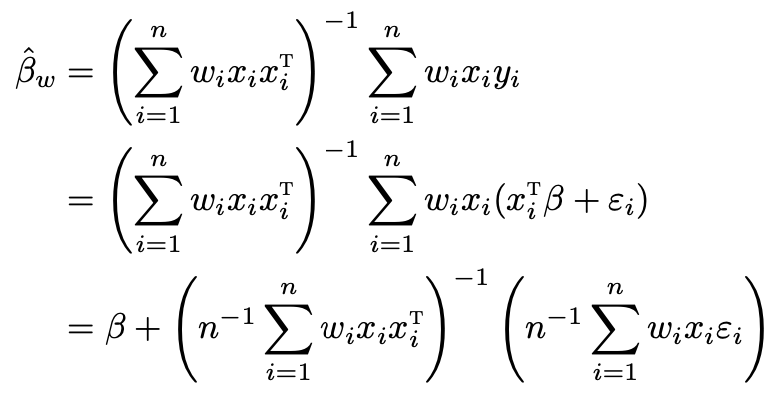 \hat{\beta}_w = \left( \sum_{i=1}^{n} w_i x_i x_i^{\mathrm{T}} \right)^{-1} \sum_{i=1}^{n} w_i x_i y_i
= \left( \sum_{i=1}^{n} w_i x_i x_i^{\mathrm{T}} \right)^{-1} \sum_{i=1}^{n} w_i x_i (x_i^{\mathrm{T}} \beta + \varepsilon_i)
= \beta + \left( n^{-1} \sum_{i=1}^{n} w_i x_i x_i^{\mathrm{T}} \right)^{-1} \left( n^{-1} \sum_{i=1}^{n} w_i x_i \varepsilon_i \right)